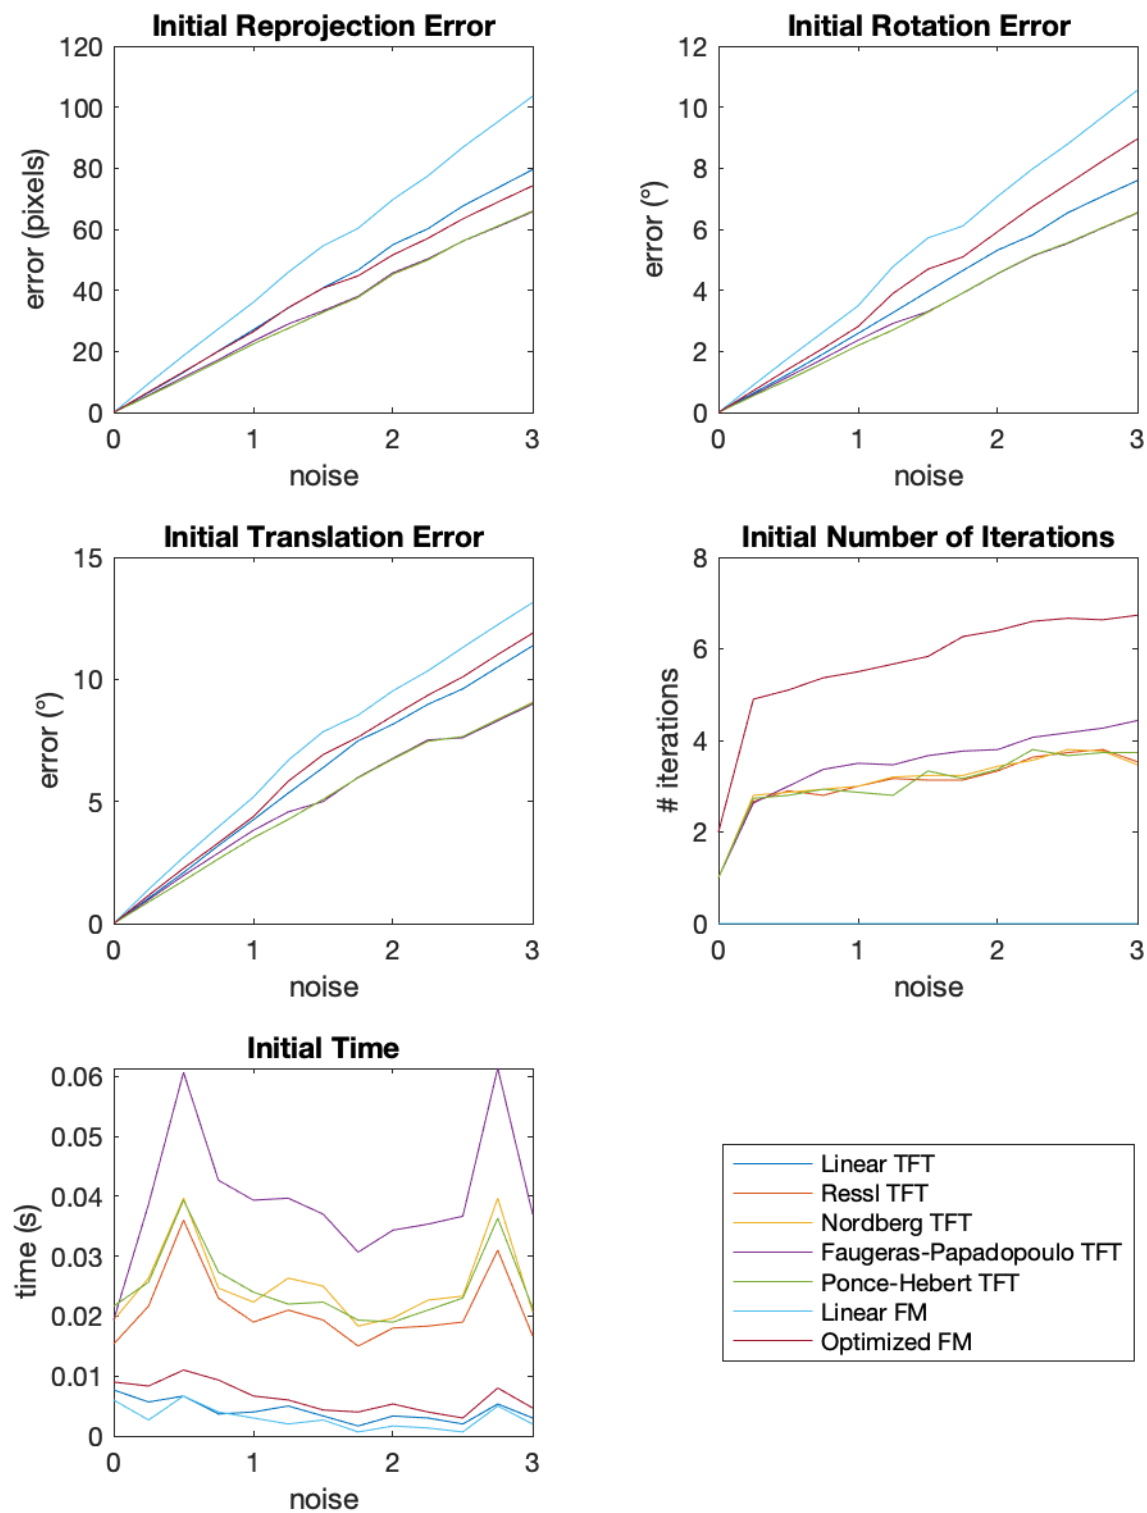 Initial Reprojection Error
120
100
80
60
40
20
0
error (pixels)
0 1 2 3
noise
Initial Rotation Error
12
10
8
6
4
2
0
error (°)
0 1 2 3
noise
Initial Translation Error
15
10
5
0
error (°)
0 1 2 3
noise
Initial Number of Iterations
8
6
4
2
0
# iterations
0 1 2 3
noise
Initial Time
0.06
0.05
0.04
0.03
0.02
0.01
0
time (s)
0 1 2 3
noise
Linear TFT
Ressl TFT
Nordberg TFT
Faugeras-Papadopoulo TFT
Ponce-Hebert TFT
Linear FM
Optimized FM